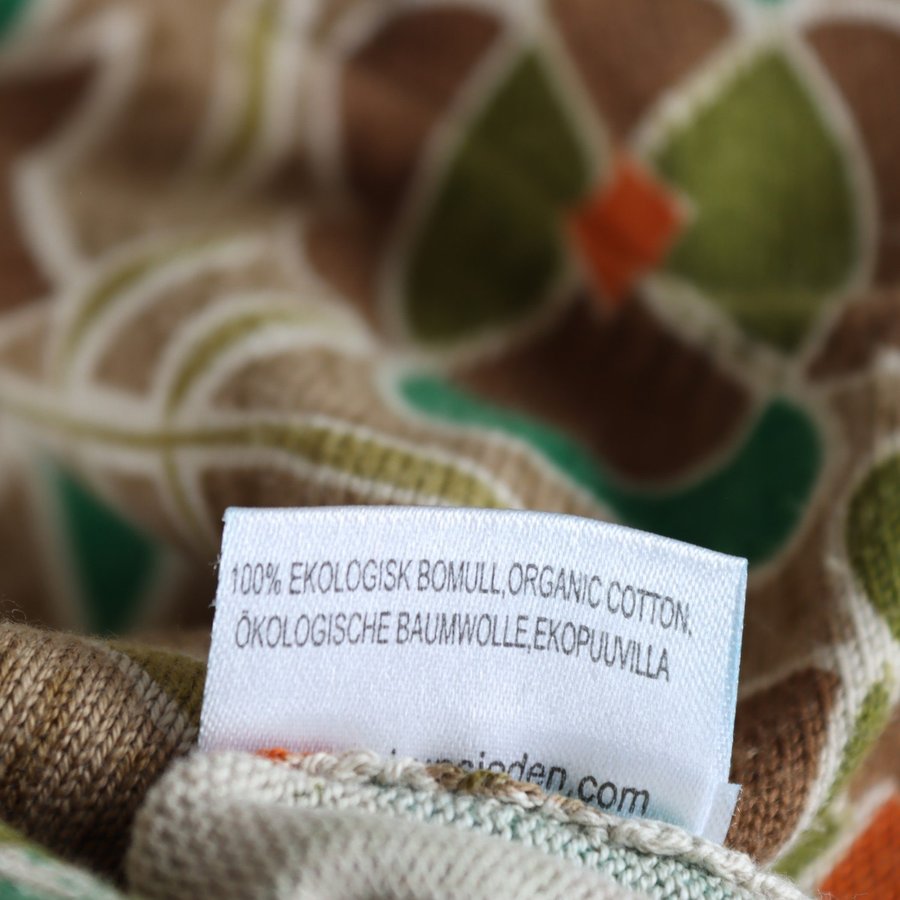 100% EKOLOGISK BOMULL,ORGANIC COTTON.
ÖKOLOGISCHE BAUMWOLLE,EKOPUUVILLA